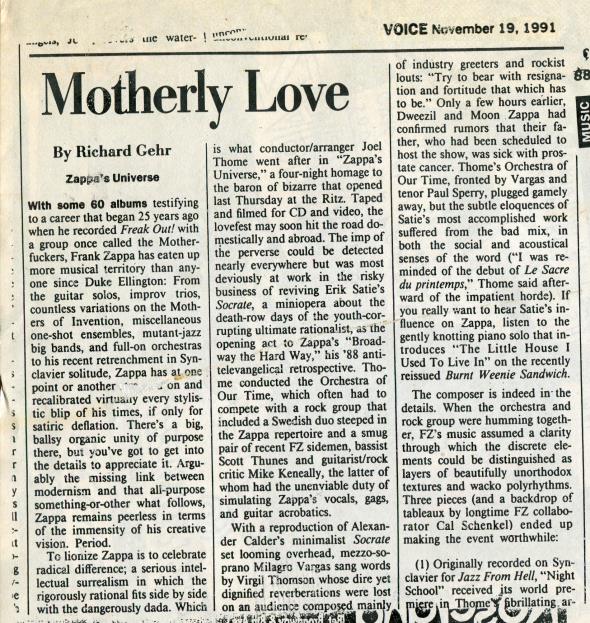 angels, the water- unconventional
VOICE November 19, 1991
Motherly Love
By Richard Gehr
Zappa's Universe
With some 60 albums testifying
to a career that began 25 years ago
when he recorded Freak Out! with
a group once called the Mother-
fuckers, Frank Zappa has eaten up
more musical territory than any-
one since Duke Ellington: From
the guitar solos, improv trios,
countless variations on the Moth-
ers of Invention, miscellaneous
one-shot ensembles, mutant-jazz
big bands, and full-on orchestras
to his recent retrenchment in Syn-
clavier solitude, Zappa has at one
point or another on and
recalibrated virtually every stylis-
tic blip of his times, if only for
satiric deflation. There's a big,
ballsy organic unity of purpose
there, but you've got to get into
the details to appreciate it. Argu-
ably the missing link between
modernism and that all-purpose
something-or-other what follows,
Zappa remains peerless in terms
of the immensity of his creative
vision. Period.
To lionize Zappa is to celebrate
radical difference; a serious intel-
lectual surrealism in which the
rigorously rational fits side by side
with the dangerously dada. Which
is what conductor/arranger Joel
Thome went after in "Zappa's
Universe," a four-night homage to
the baron of bizarre that opened
last Thursday at the Ritz. Taped
and filmed for CD and video, the
lovefest may soon hit the road do-
mestically and abroad. The imp of
the perverse could be detected
nearly everywhere but was most
deviously at work in the risky
business of reviving Erik Satie's
Socrate, a miniopera about the
death-row days of the youth-cor-
rupting ultimate rationalist, as the
opening act to Zappa's "Broad-
way the Hard Way," his '88 anti-
televangelical retrospective. Tho-
me conducted the Orchestra of
Our Time, which often had to
compete with a rock group that
included a Swedish duo steeped in
the Zappa repertoire and a smug
pair of recent FZ sidemen, bassist
Scott Thunes and guitarist/rock
critic Mike Keneally, the latter of
whom had the unenviable duty of
simulating Zappa's vocals, gags,
and guitar acrobatics.
With a reproduction of Alexan-
der Calder's minimalist Socrate
set looming overhead, mezzo-so-
prano Milagro Vargas sang words
by Virgil Thomson whose dire yet
dignified reverberations were lost
on an audience composed mainly
of industry greeters and rockist
louts: "Try to bear with resigna-
tion and fortitude that which has
to be." Only a few hours earlier,
Dweezil and Moon Zappa had
confirmed rumors that their fa-
ther, who had been scheduled to
host the show, was sick with pros-
tate cancer. Thome's Orchestra of
Our Time, fronted by Vargas and
tenor Paul Sperry, plugged gamely
away, but the subtle eloquences of
Satie's most accomplished work
suffered from the bad mix, in
both the social and acoustical
senses of the word ("I was re-
minded of the debut of Le Sacre
du printemps," Thome said after-
ward of the impatient horde). If
you really want to hear Satie's in-
fluence on Zappa, listen to the
gently knotting piano solo that in-
troduces "The Little House I
Used To Live In" on the recently
reissued Burnt Weenie Sandwich.
The composer is indeed in the
details. When the orchestra and
rock group were humming togeth-
er, FZ's music assumed a clarity
through which the discrete ele-
ments could be distinguished as
layers of beautifully unorthodox
textures and wacko polyrhythms.
Three pieces (and a backdrop of
tableaux by longtime FZ collabo-
rator Cal Schenkel) ended up
making the event worthwhile:
(1) Originally recorded on Syn-
clavier for Jazz From Hell, "Night
School" received its world pre-
miere in Thome's fibrillating ar-
88
MUSIC